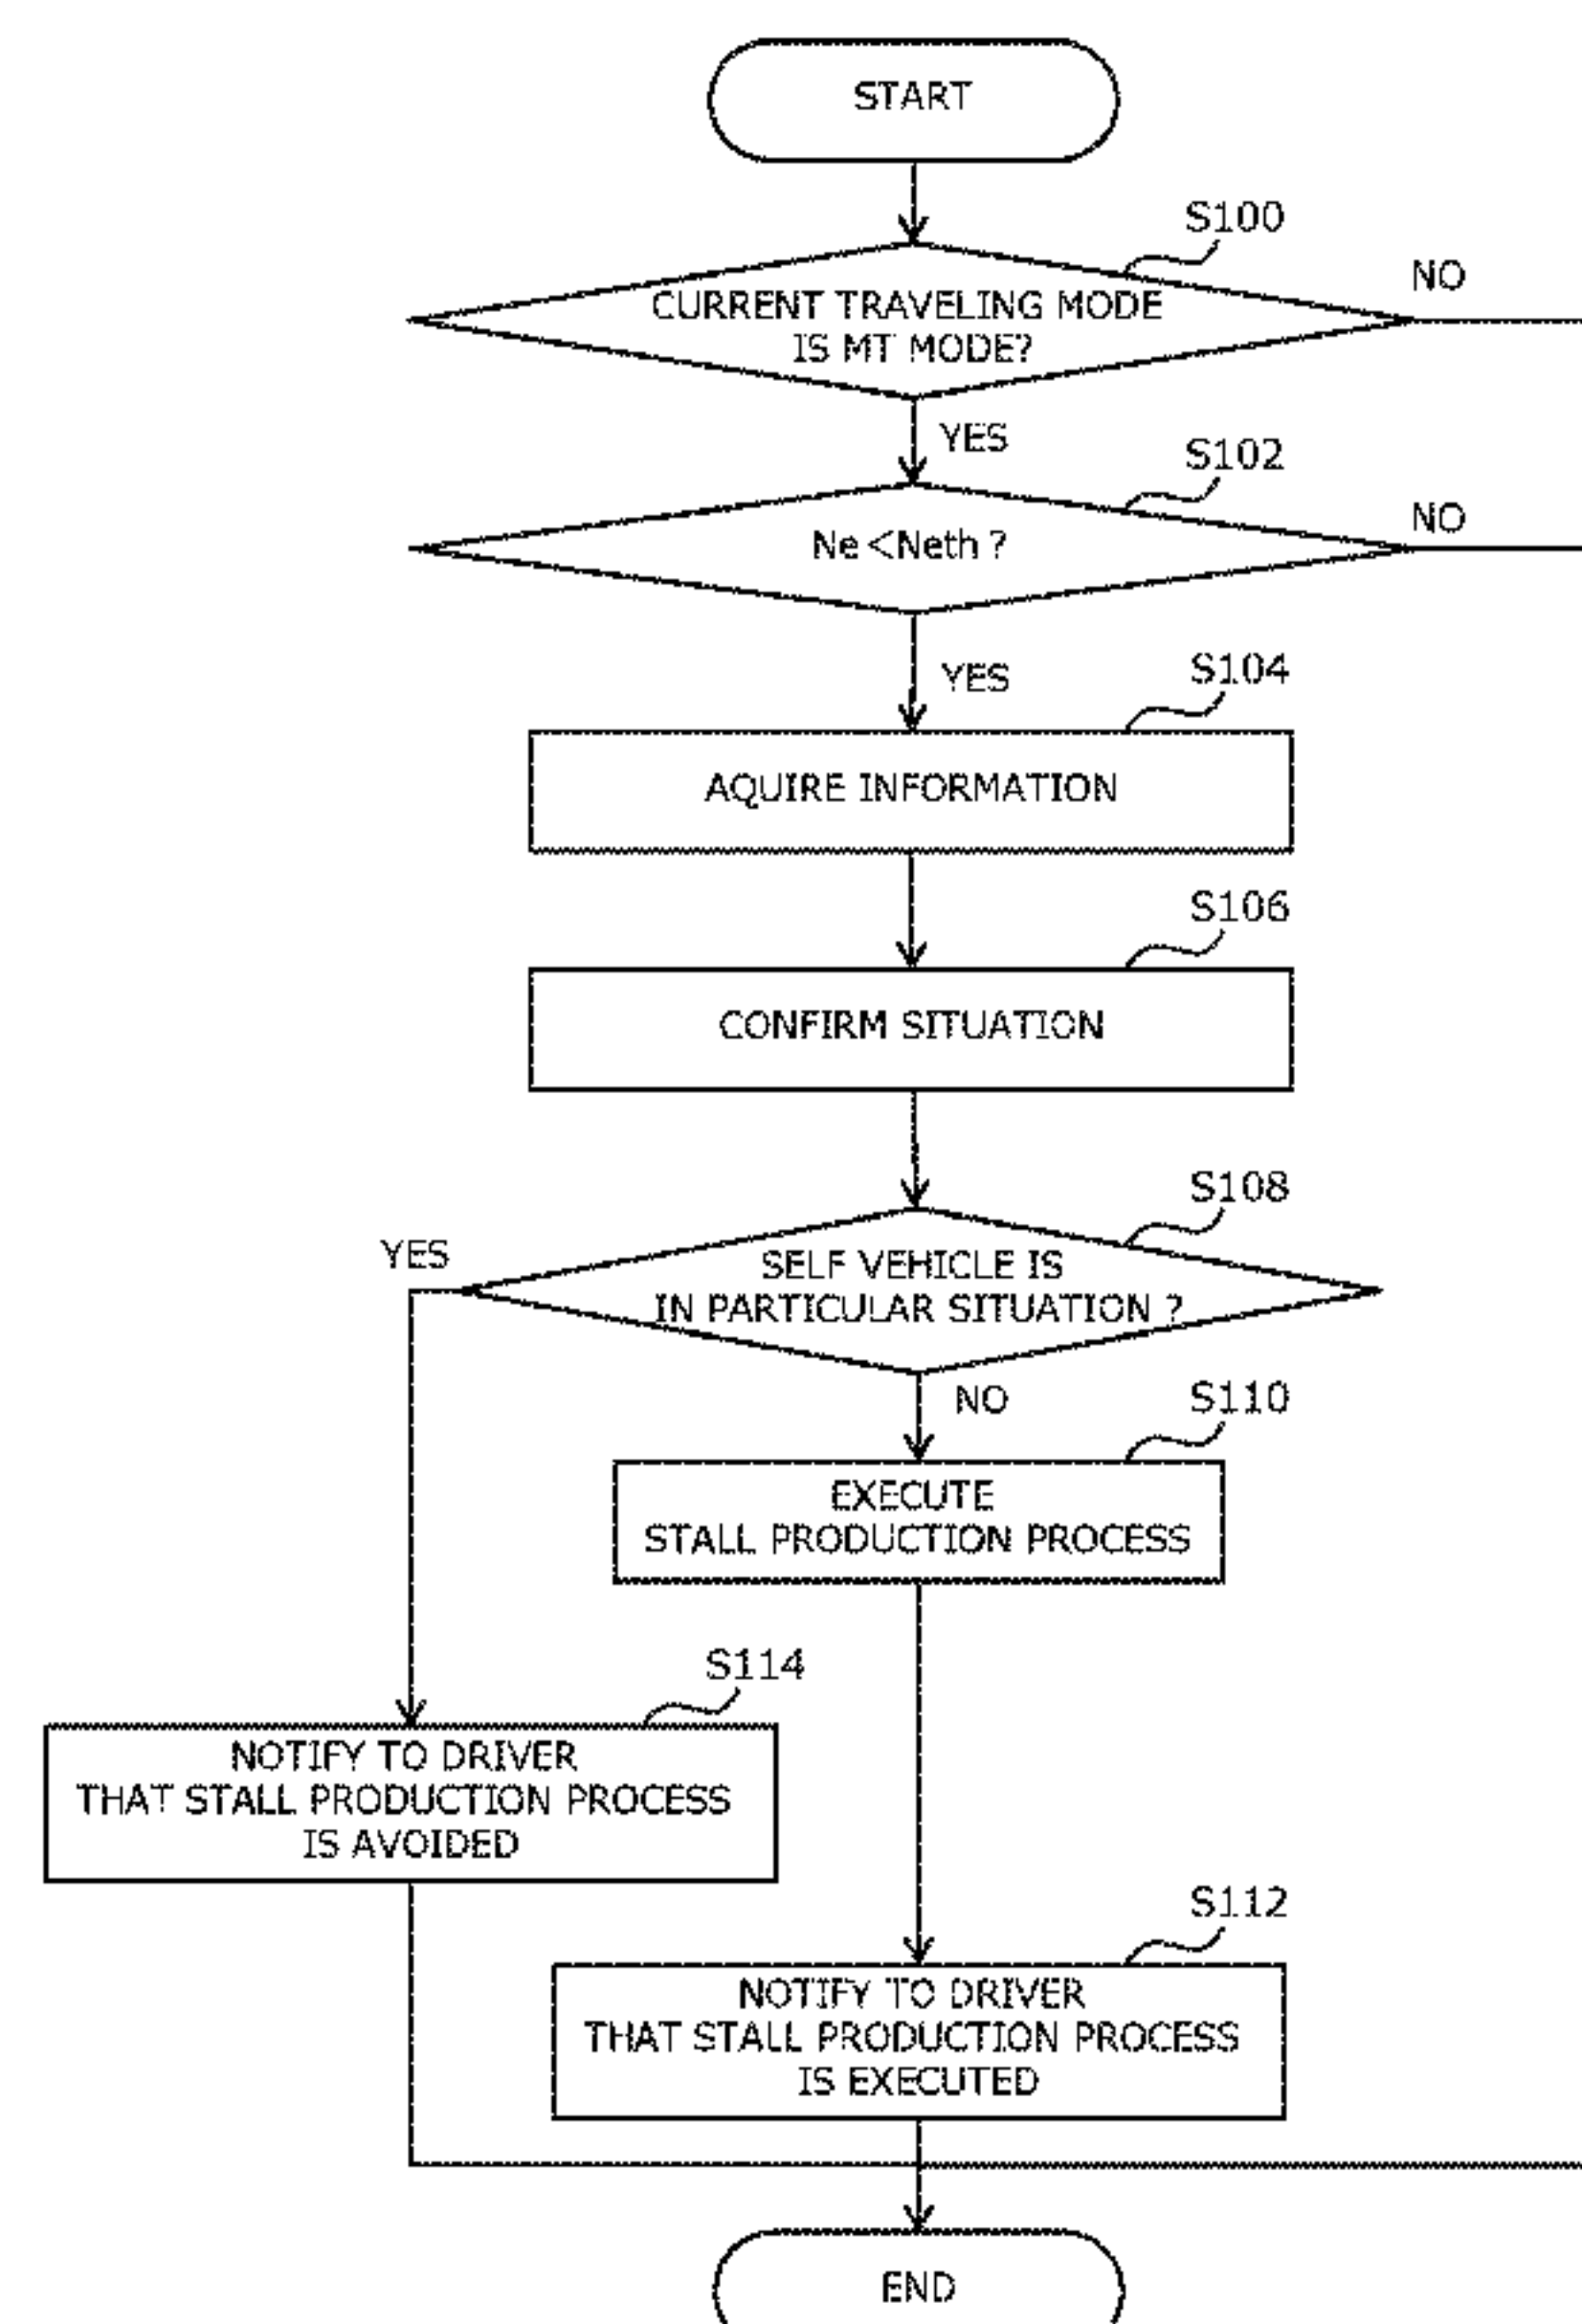 START
S100
NO
CURRENT TRAVELING MODE
IS MT MODE?
YES
S102
NO
Ne<Neth ?
YES
S104
AQUIRE INFORMATION
S106
CONFIRM SITUATION
S108
YES
SELF VEHICLE IS
IN PARTICULAR SITUATION ?
NO
S110
EXECUTE
STALL PRODUCTION PROCESS
S114
NOTIFY TO DRIVER
THAT STALL PRODUCTION PROCESS
IS AVOIDED
S112
NOTIFY TO DRIVER
THAT STALL PRODUCTION PROCESS
IS EXECUTED
END